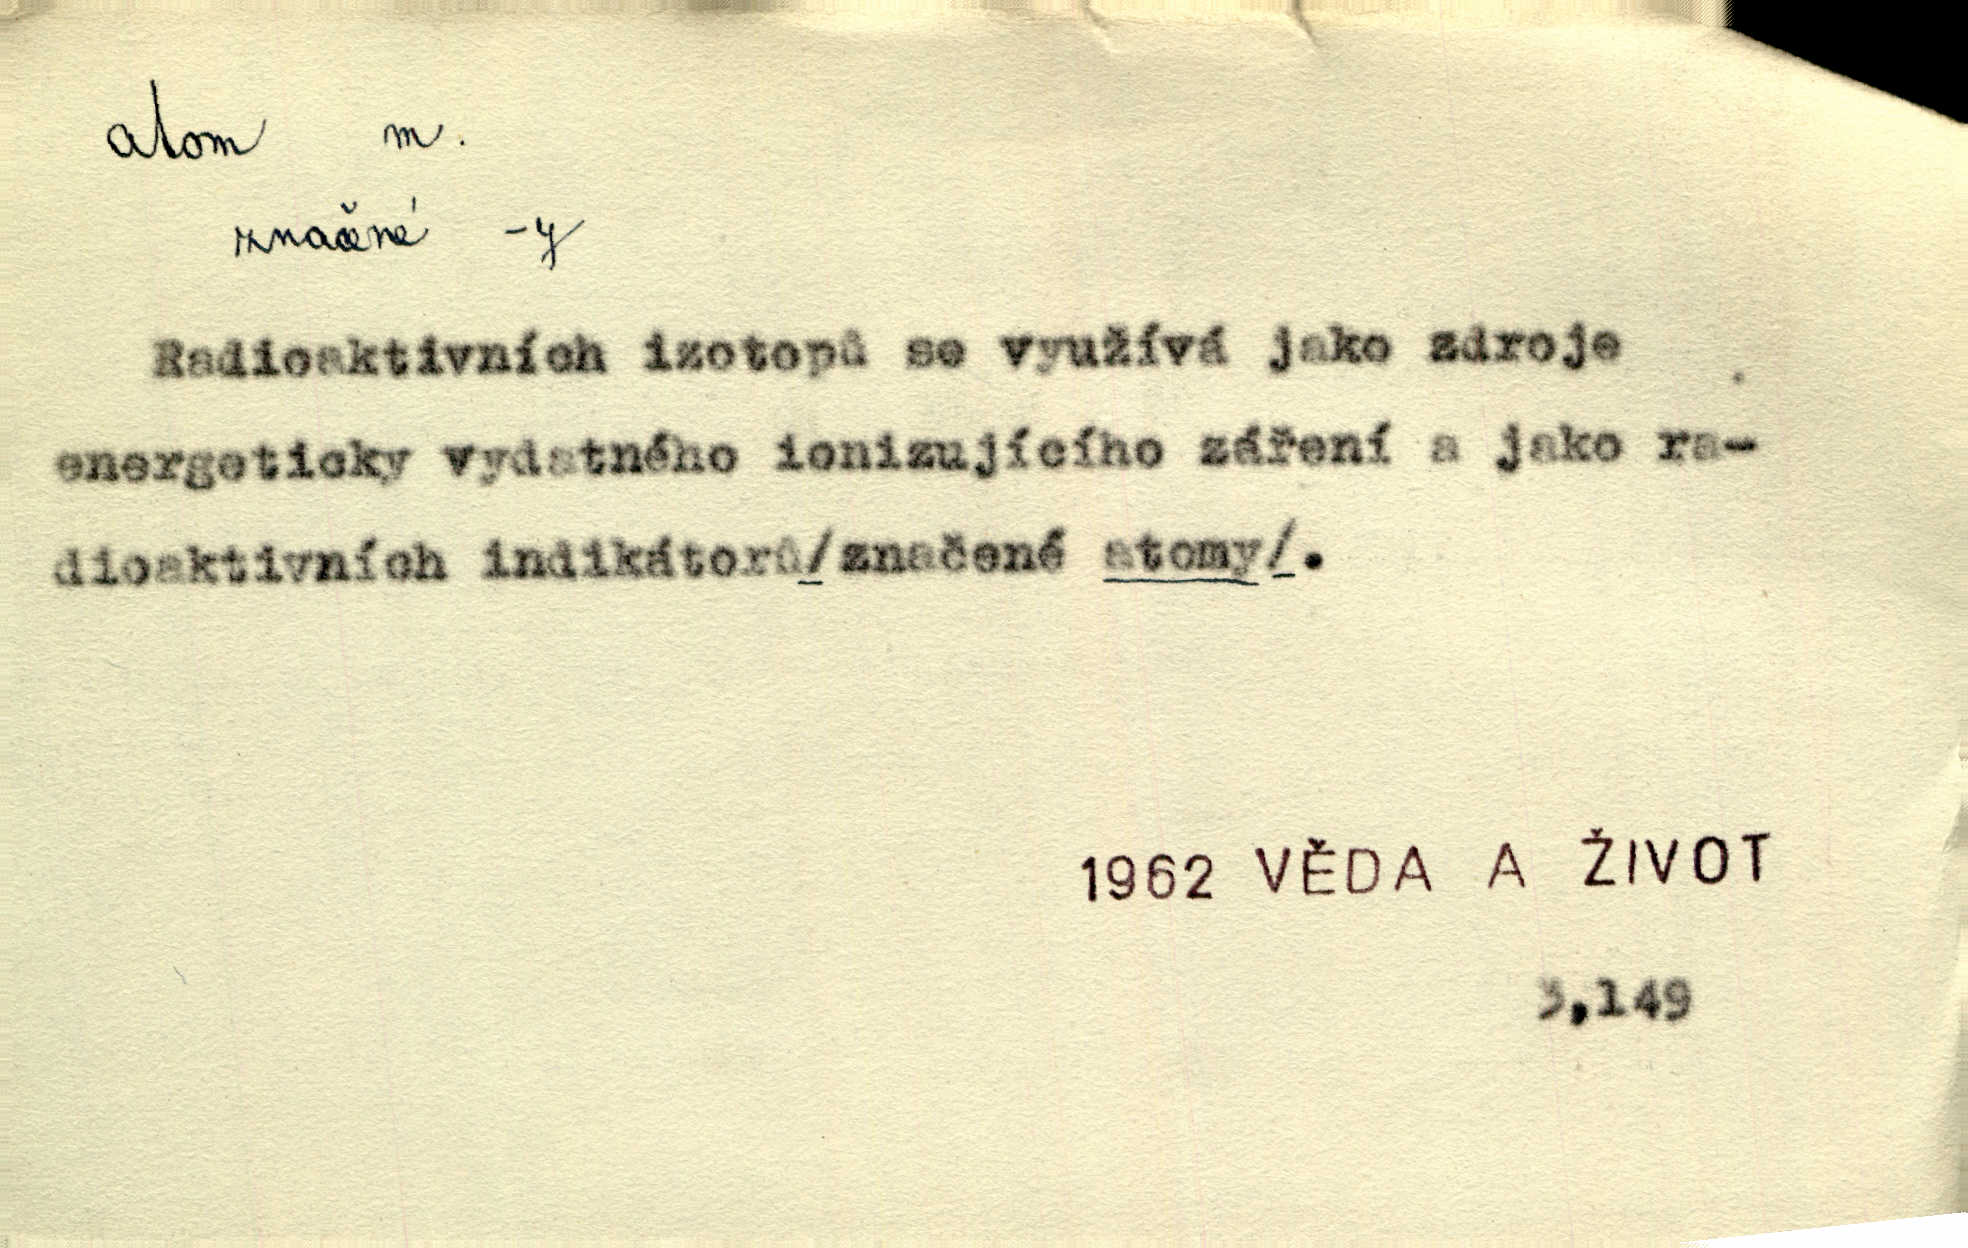 atom m.
značené -y
Radioaktivních izotopů se využívá jako zdroje
energeticky vydatného ionizujícího záření a jako ra-
dioaktivních indikátorů/značené atomy/.
1962 VĚDA A ŽIVOT
3,149